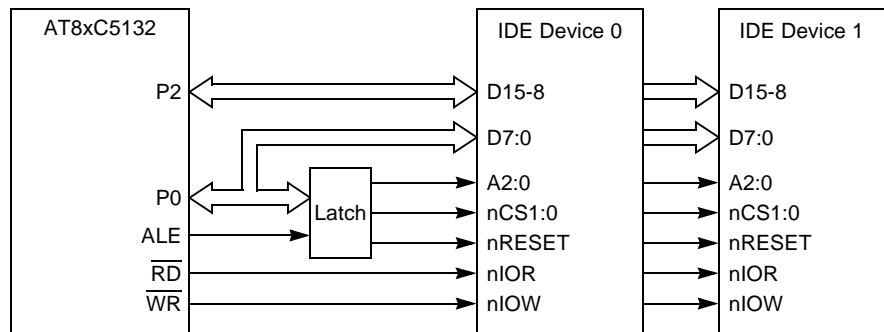 AT8xC5132
IDE Device 0
IDE Device 1
P2
D15-8
D15-8
D7:0
D7:0
P0
Latch
A2:0
A2:0
nCS1:0
nCS1:0
ALE
nRESET
nRESET
RD
nIOR
nIOR
WR
nIOW
nIOW